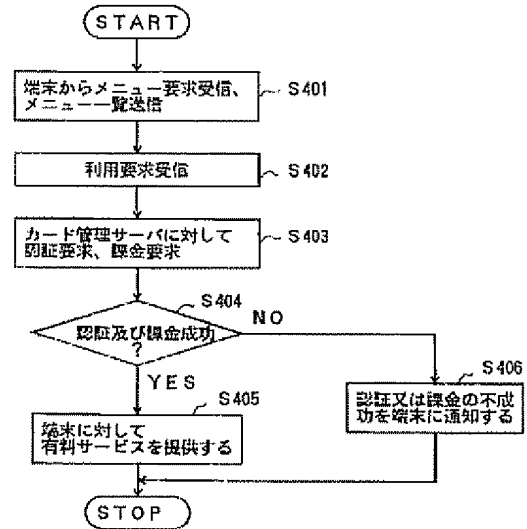 START
端末からメニュー要求受信、
メニュー一覧送信
S401
利用要求受信
S402
カード管理サーバに対して
認証要求、課金要求
S403
S404
認証及び課金成功
?
NO
YES
S405
端末に対して
有料サービスを提供する
S406
認証又は課金の不成
功を端末に通知する
STOP